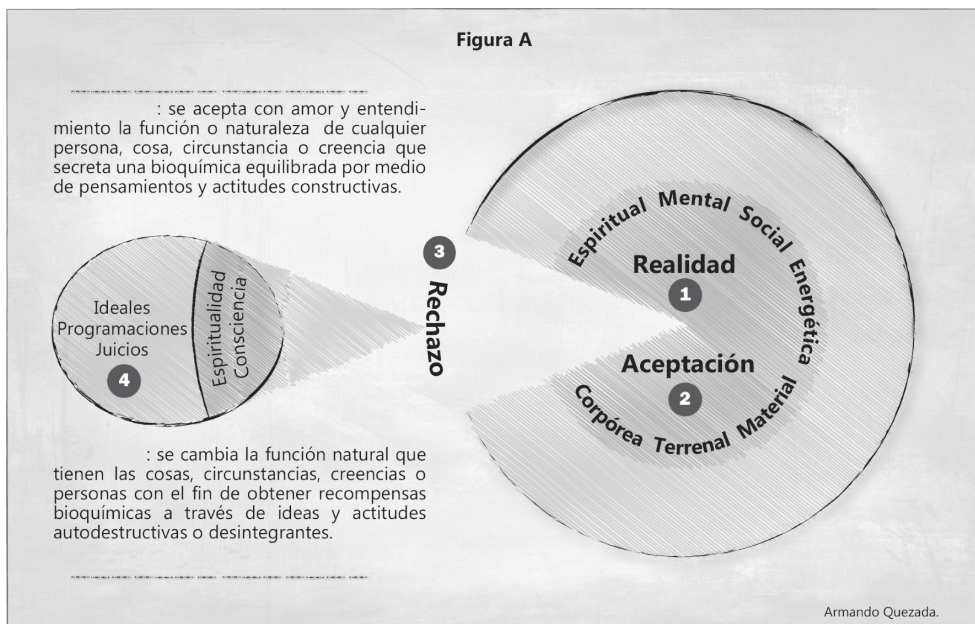 Figura A
: se acepta con amor y entendi-
miento la función o naturaleza de cualquier
persona, cosa, circunstancia o creencia que
secreta una bioquímica equilibrada por medio
de pensamientos y actitudes constructivas.
Ideales
Programaciones
Juicios
4
Espiritualidad
Consciencia
3
Rechazo
Espiritual Mental Social Energética
Realidad
1
Aceptación
2
Corpórea Terrenal Material
: se cambia la función natural que
tienen las cosas, circunstancias, creencias o
personas con el fin de obtener recompensas
bioquímicas a través de ideas y actitudes
autodestructivas o desintegrantes.
Armando Quezada.